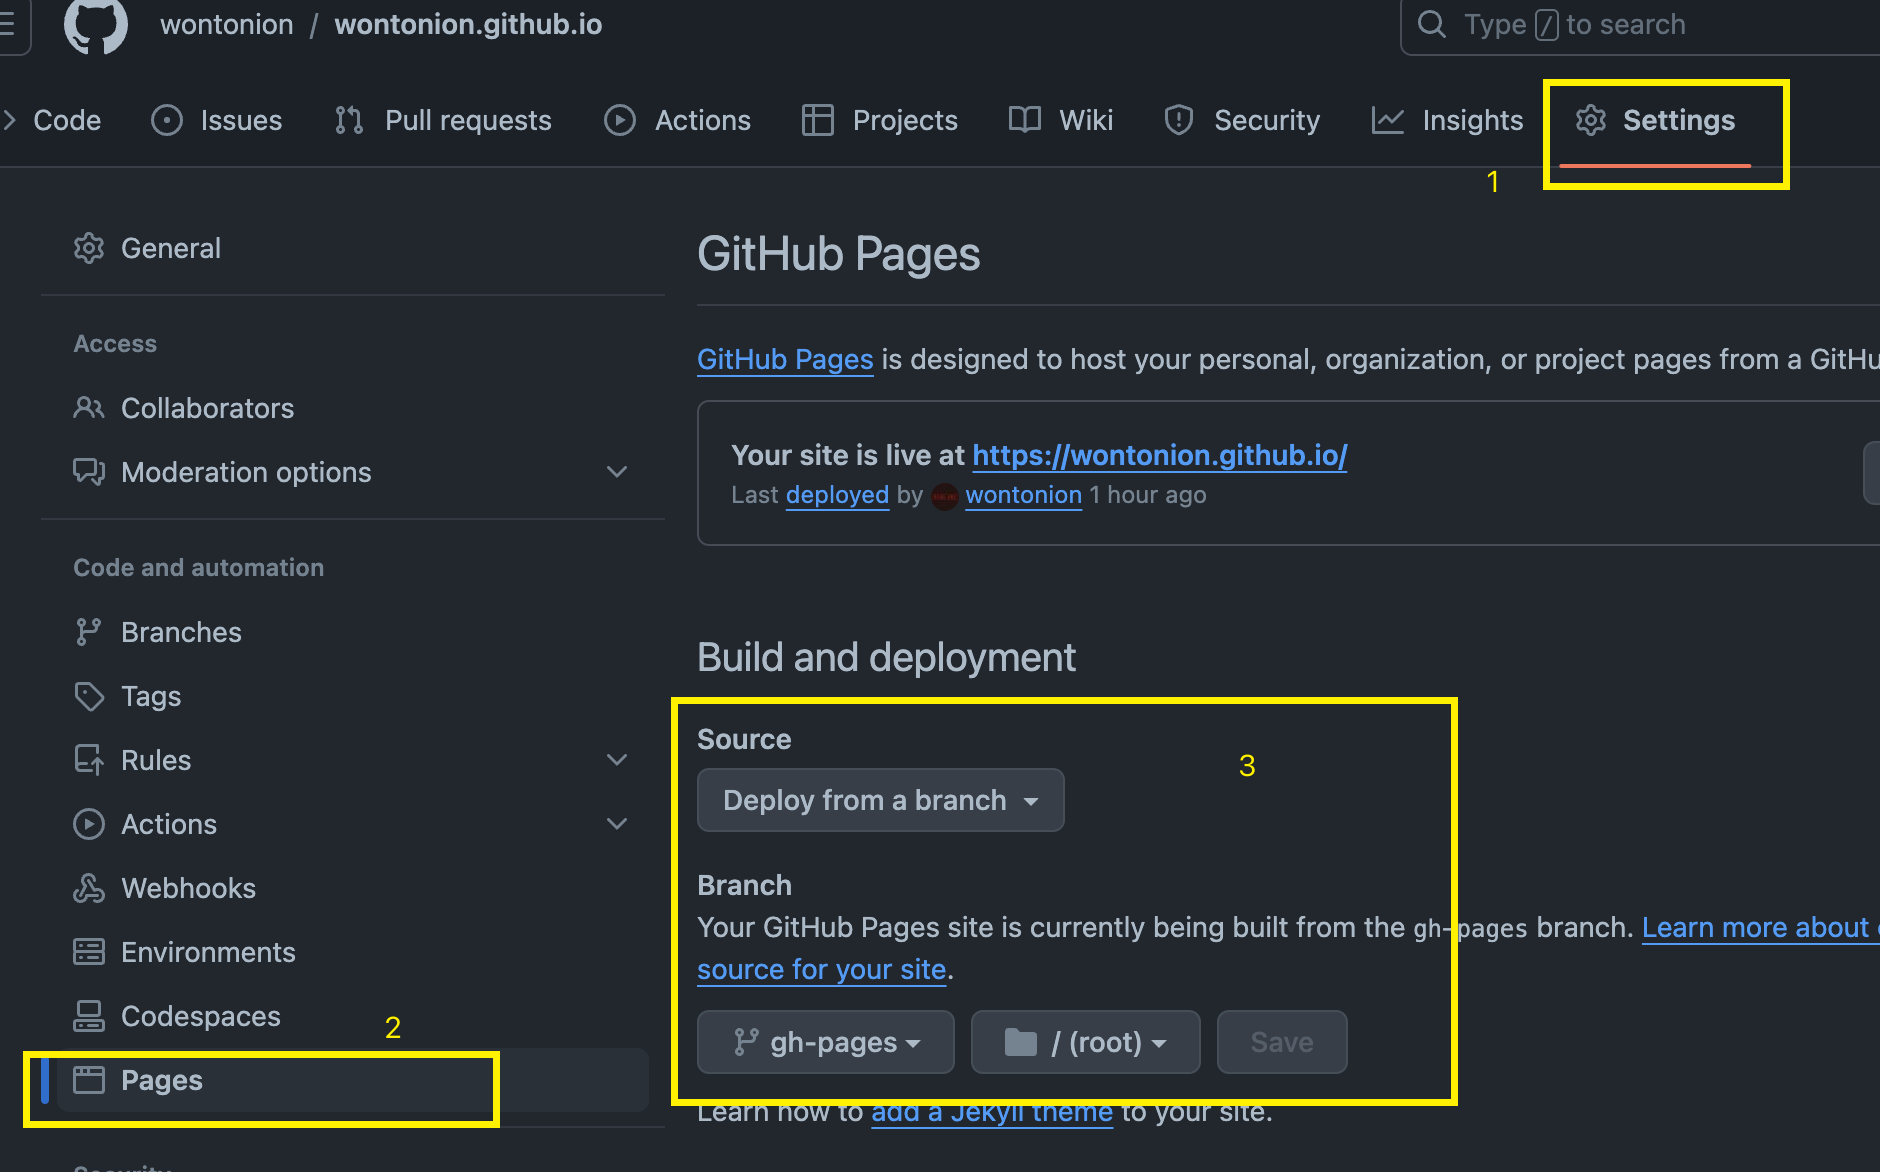 wontonion / wontonion.github.io
Type / to search
Code
Issues
Pull requests
Actions
Projects
Wiki
Security
Insights
Settings
1
General
Access
Collaborators
Moderation options
Code and automation
Branches
Tags
Rules
Actions
Webhooks
Environments
Codespaces
2
Pages
Security
GitHub Pages
GitHub Pages is designed to host your personal, organization, or project pages from a GitHu
Your site is live at https://wontonion.github.io/
Last deployed by wontonion 1 hour ago
Build and deployment
Source
3
Deploy from a branch
Branch
Your GitHub Pages site is currently being built from the gh-pages branch. Learn more about
source for your site.
gh-pages
/ (root)
Save
Learn how to add a Jekyll theme to your site.